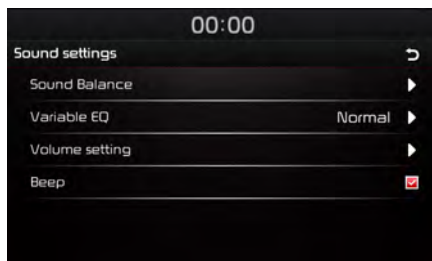 00:00
Sound settings
Sound Balance
Variable EQ Normal
Volume setting
Beep